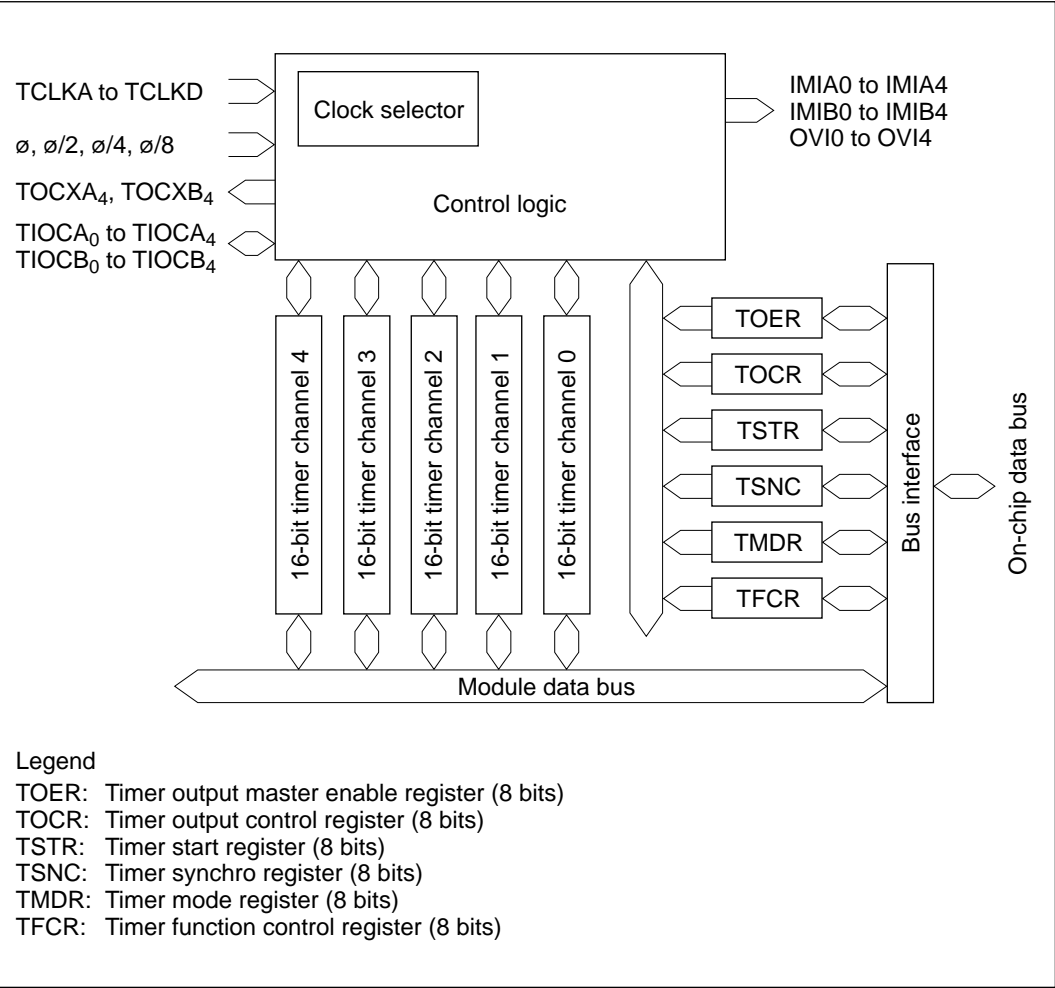 TCLKA to TCLKD
ø, ø/2, ø/4, ø/8
TOCXA4, TOCXB4
TIOCA0 to TIOCA4
TIOCB0 to TIOCB4
Clock selector
Control logic
IMIA0 to IMIA4
IMIB0 to IMIB4
OVI0 to OVI4
16-bit timer channel 4
16-bit timer channel 3
16-bit timer channel 2
16-bit timer channel 1
16-bit timer channel 0
TOER
TOCR
TSTR
TSNC
TMDR
TFCR
Bus interface
On-chip data bus
Module data bus
Legend
TOER: Timer output master enable register (8 bits)
TOCR: Timer output control register (8 bits)
TSTR: Timer start register (8 bits)
TSNC: Timer synchro register (8 bits)
TMDR: Timer mode register (8 bits)
TFCR: Timer function control register (8 bits)